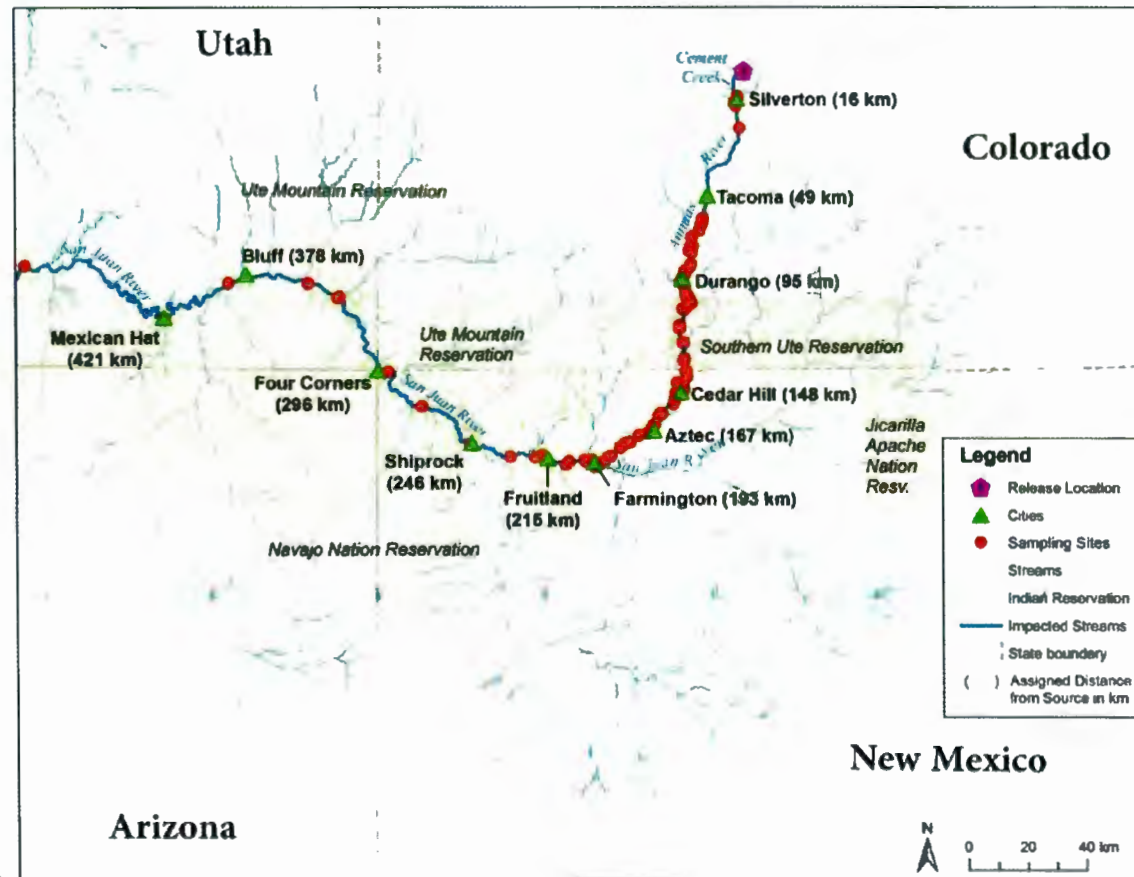 Utah
Cement
Creek
Silverton (16 km)
Colorado
River
Ute Mountain Reservation
Tacoma (49 km)
Animas
San Juan River
Bluff (378 km)
Durango (95 km)
Mexican Hat
(421 km)
Ute Mountain
Reservation
Southern Ute Reservation
Four Corners
(296 km)
San Juan River
Cedar Hill (148 km)
Aztec (167 km)
Jicarilla
Apache
Nation
Resv.
Shiprock
(246 km)
San Juan River
Fruitland
(215 km)
Farmington (193 km)
Navajo Nation Reservation
Legend
Release Location
Cities
Sampling Sites
Streams
Indian Reservation
Impacted Streams
State boundary
( ) Assigned Distance
from Source in km
New Mexico
Arizona
N
0 20 40 km